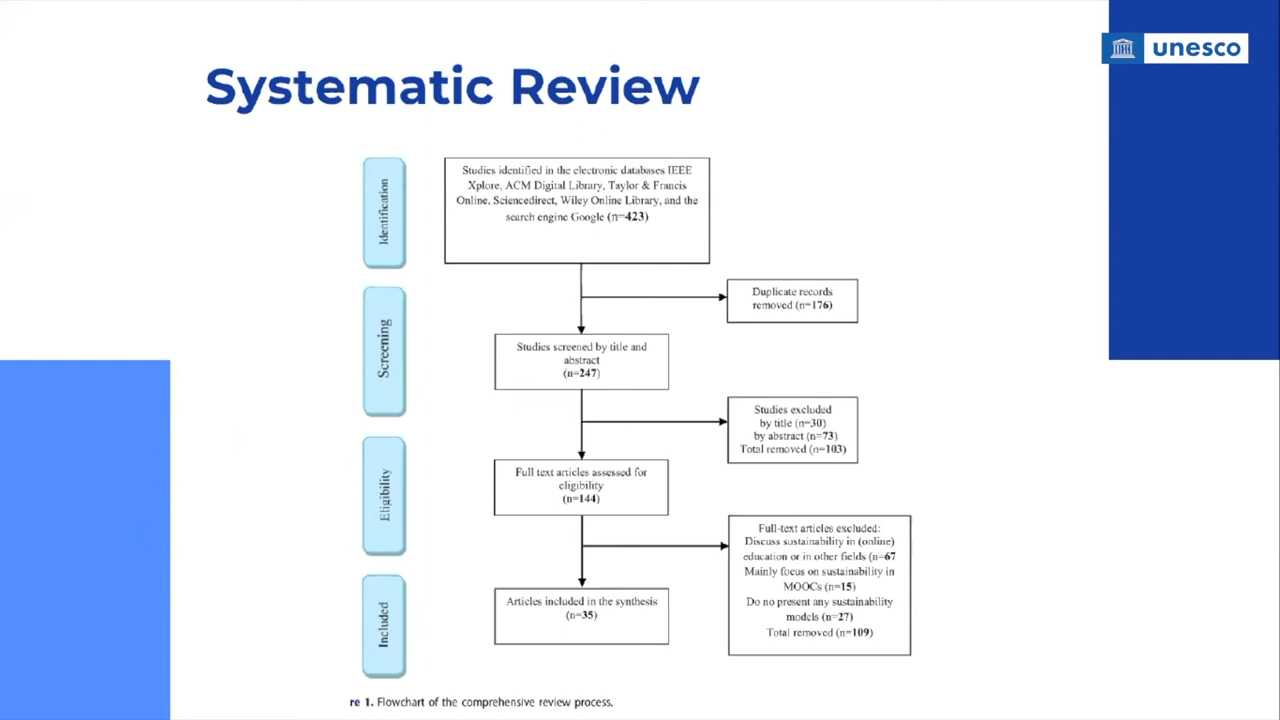 unesco
Systematic Review
Identification
Studies identified in the electronic databases IEEE
Xplore, ACM Digital Library, Taylor & Francis
Online, Sciencedirect, Wiley Online Library, and the
search engine Google (n=423)
Duplicate records
removed (n=176)
Screening
Studies screened by title and
abstract
(n=247)
Studies excluded
by title (n=30)
by abstract (n=73)
Total removed (n=103)
Eligibility
Full text articles assessed for
eligibility
(n=144)
Full-text articles excluded:
Discuss sustainability in (online)
education or in other fields (n=67
Mainly focus on sustainability in
MOOCs (n=15)
Do no present any sustainability
models (n=27)
Total removed (n=109)
Included
Articles included in the synthesis
(n=35)
re 1. Flowchart of the comprehensive review process.